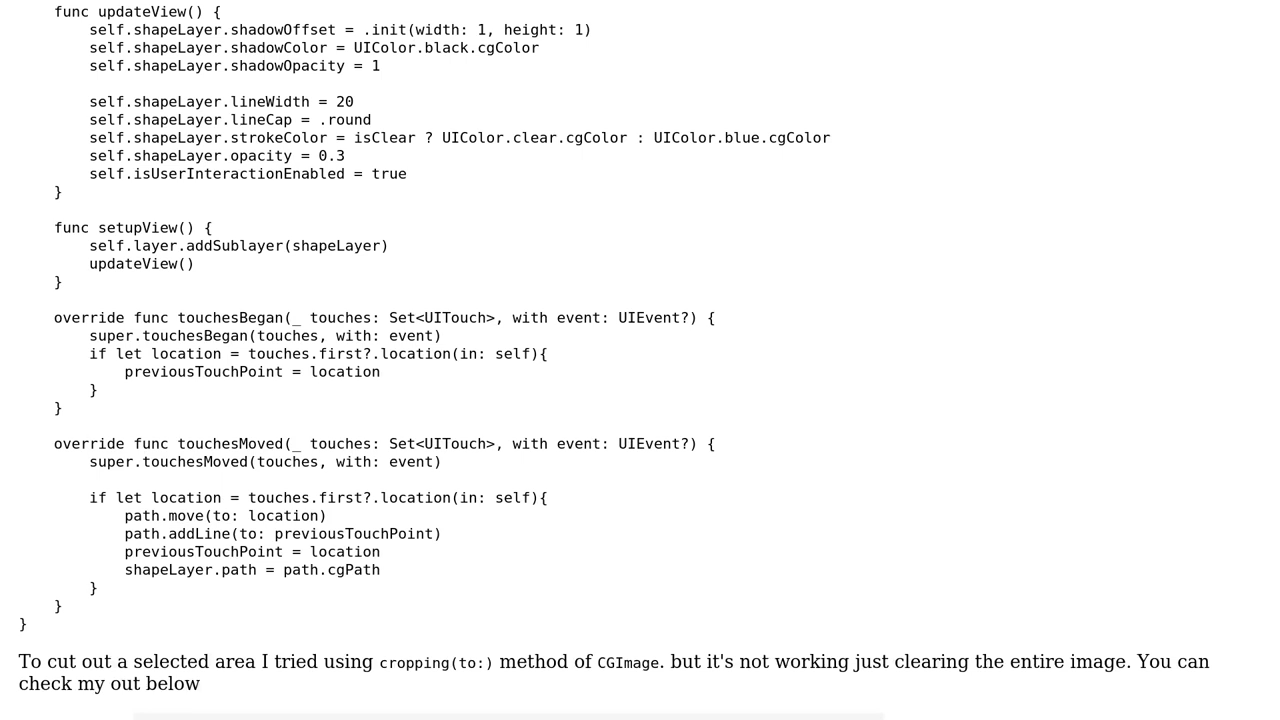 func updateView() {
self.shapeLayer.shadowOffset = .init(width: 1, height: 1)
self.shapeLayer.shadowColor = UIColor.black.cgColor
self.shapeLayer.shadowOpacity = 1
self.shapeLayer.lineWidth = 20
self.shapeLayer.lineCap = .round
self.shapeLayer.strokeColor = isClear ? UIColor.clear.cgColor : UIColor.blue.cgColor
self.shapeLayer.opacity = 0.3
self.isUserInteractionEnabled = true
}
func setupView() {
self.layer.addSublayer(shapeLayer)
updateView()
}
override func touchesBegan(_ touches: Set<UITouch>, with event: UIEvent?) {
super.touchesBegan(touches, with: event)
if let location = touches.first?.location(in: self){
previousTouchPoint = location
}
}
override func touchesMoved(_ touches: Set<UITouch>, with event: UIEvent?) {
super.touchesMoved(touches, with: event)
if let location = touches.first?.location(in: self){
path.move(to: location)
path.addLine(to: previousTouchPoint)
previousTouchPoint = location
shapeLayer.path = path.cgPath
}
}
}
To cut out a selected area I tried using cropping(to:) method of CGImage. but it's not working just clearing the entire image. You can
check my out below